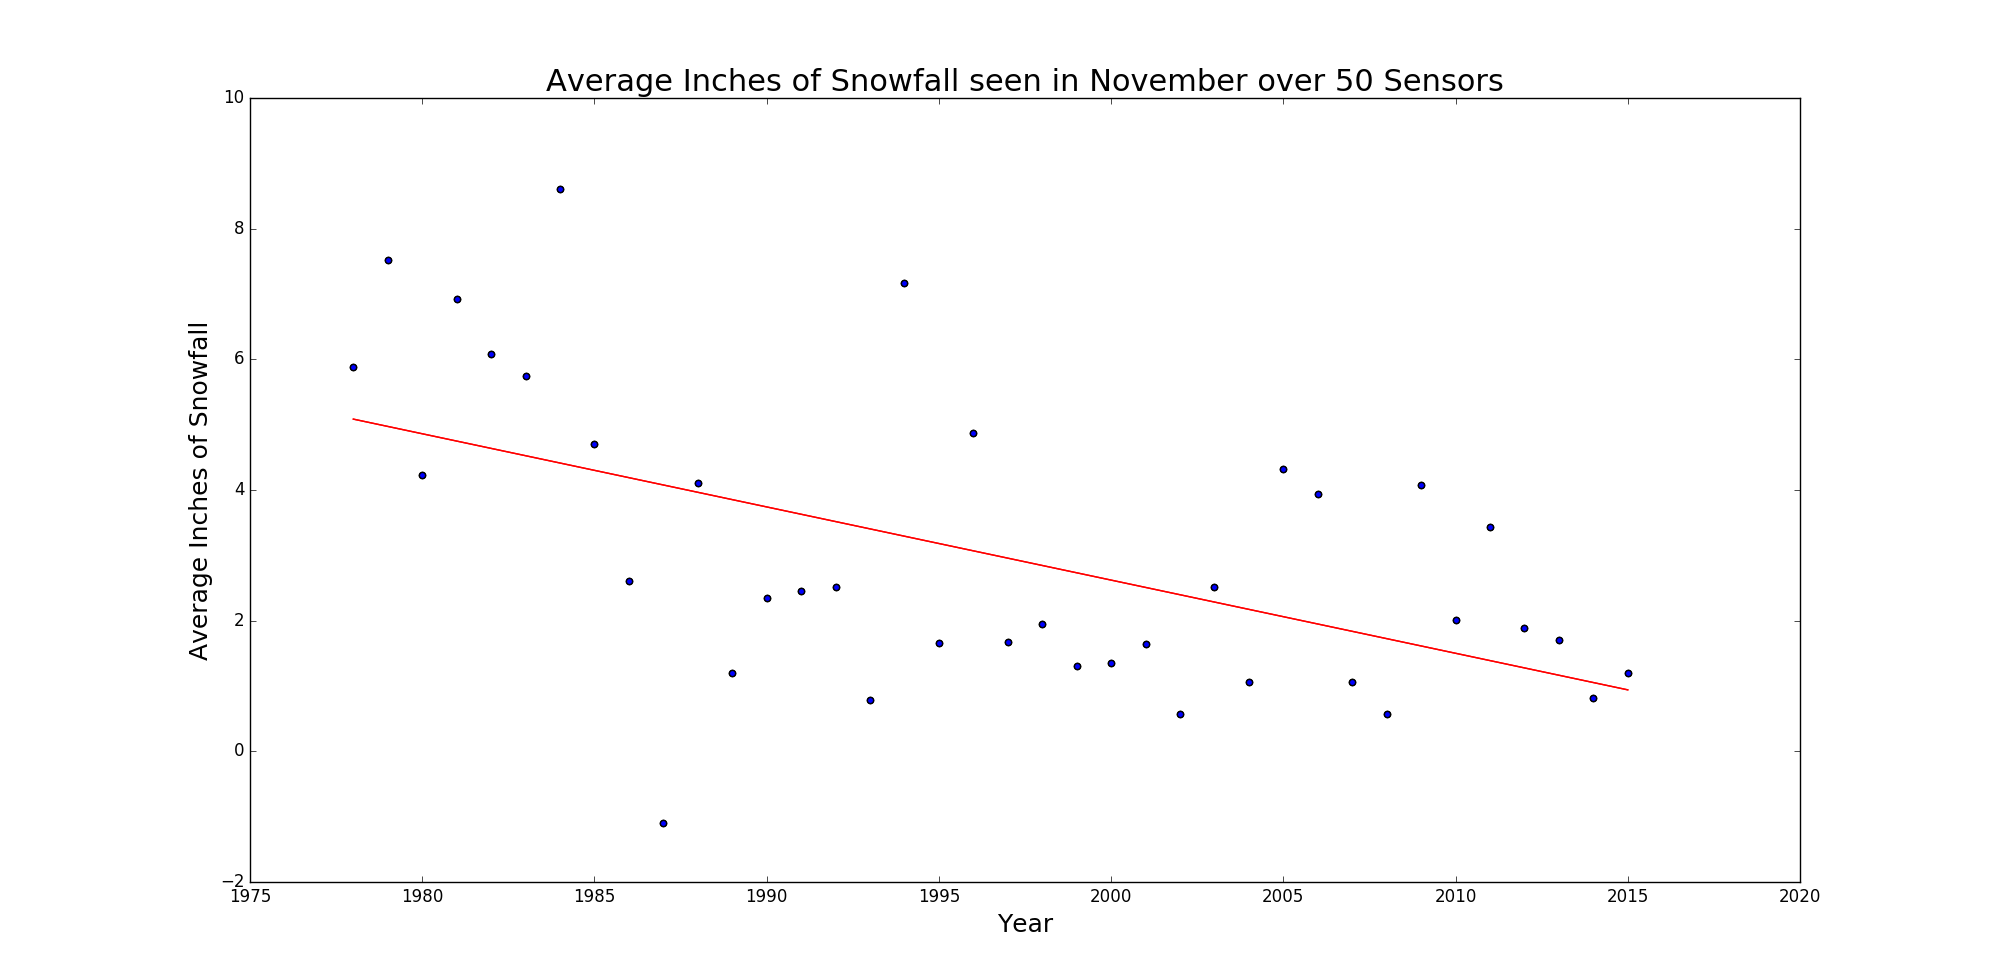 Average Inches of Snowfall seen in November over 50 Sensors
10
8
6
4
2
0
−2
Average Inches of Snowfall
1975 1980 1985 1990 1995 2000 2005 2010 2015 2020
Year